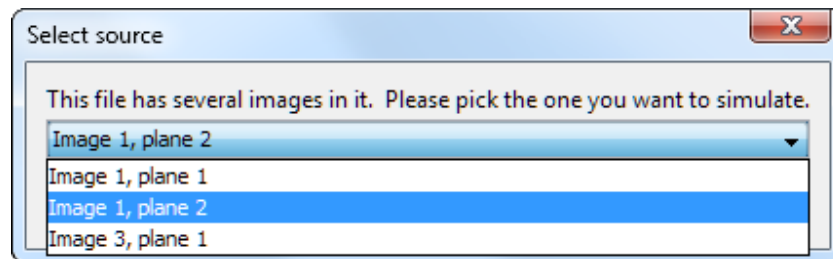 Select source
This file has several images in it.  Please pick the one you want to simulate.
Image 1, plane 2
Image 1, plane 1
Image 1, plane 2
Image 3, plane 1